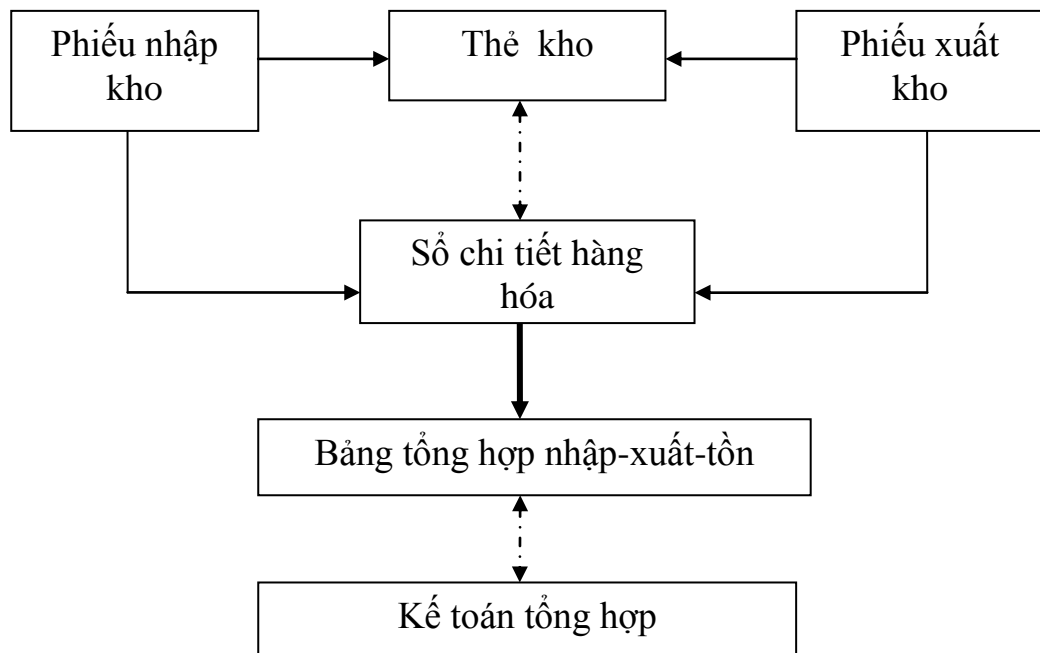 Phiếu nhập
kho
Thẻ kho
Phiếu xuất
kho
Sổ chi tiết hàng
hóa
Bảng tổng hợp nhập-xuất-tồn
Kế toán tổng hợp